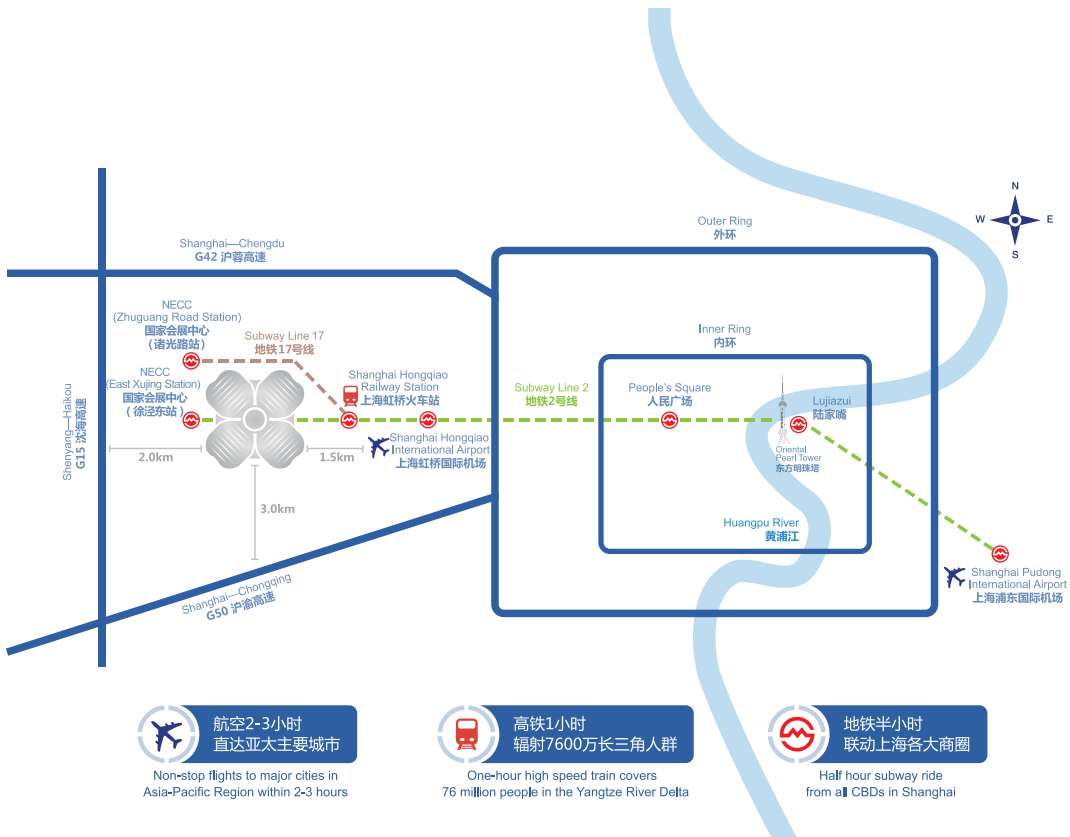 N
W
E
S
Outer Ring
外环
Shanghai—Chengdu
G42 沪蓉高速
NECC
(Zhuguang Road Station)
国家会展中心
（诸光路站）
Subway Line 17
地铁17号线
Inner Ring
内环
NECC
(East Xujing Station)
国家会展中心
（徐泾东站）
Shanghai Hongqiao
Railway Station
上海虹桥火车站
Subway Line 2
地铁2号线
People's Square
人民广场
Lujiazui
陆家嘴
Shenyang—Haikou
G15 沈海高速
2.0km
1.5km
Shanghai Hongqiao
International Airport
上海虹桥国际机场
Oriental
Pearl Tower
东方明珠塔
3.0km
Huangpu River
黄浦江
Shanghai—Chongqing
G50 沪渝高速
Shanghai Pudong
International Airport
上海浦东国际机场
航空2-3小时
直达亚太主要城市
Non-stop flights to major cities in
Asia-Pacific Region within 2-3 hours
高铁1小时
辐射7600万长三角人群
One-hour high speed train covers
76 million people in the Yangtze River Delta
地铁半小时
联动上海各大商圈
Half hour subway ride
from all CBDs in Shanghai